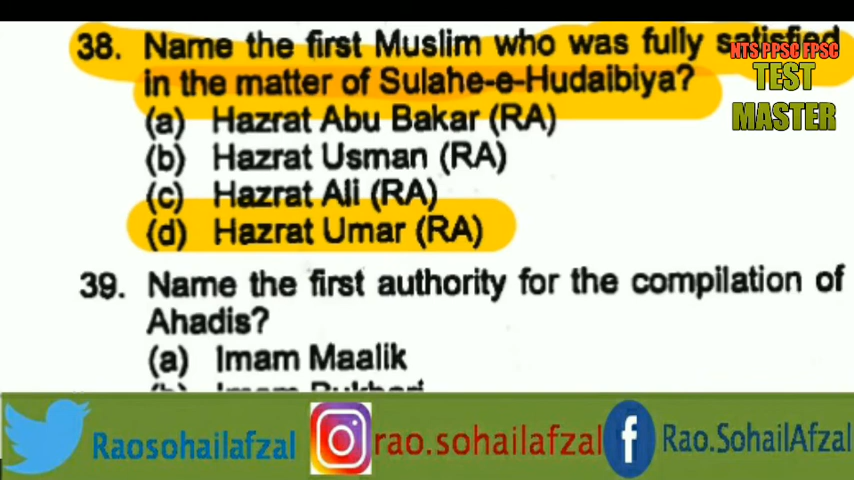 38. Name the first Muslim who was fully satisfied
in the matter of Sulahe-e-Hudaibiya?
(a) Hazrat Abu Bakar (RA)
(b) Hazrat Usman (RA)
(c) Hazrat Ali (RA)
(d) Hazrat Umar (RA)
39. Name the first authority for the compilation of
Ahadis?
(a) Imam Maalik
(b) Imam Bukhari
NTS PPSC FPSC
TEST
MASTER
Raosohailafzal
rao.sohailafzal
f Rao.SohailAfzal